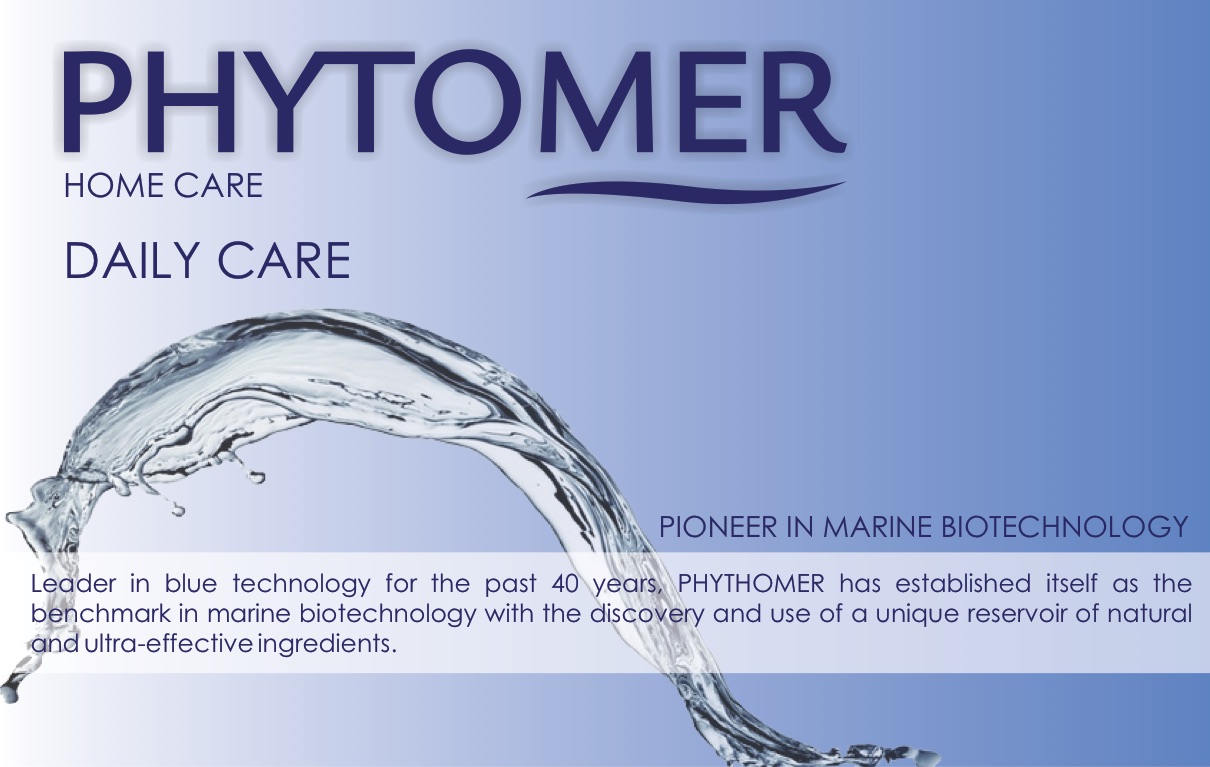 PHYTOMER
HOME CARE
DAILY CARE
PIONEER IN MARINE BIOTECHNOLOGY
Leader in blue technology for the past 40 years, PHYTHOMER has established itself as the
benchmark in marine biotechnology with the discovery and use of a unique reservoir of natural
and ultra-effective ingredients.